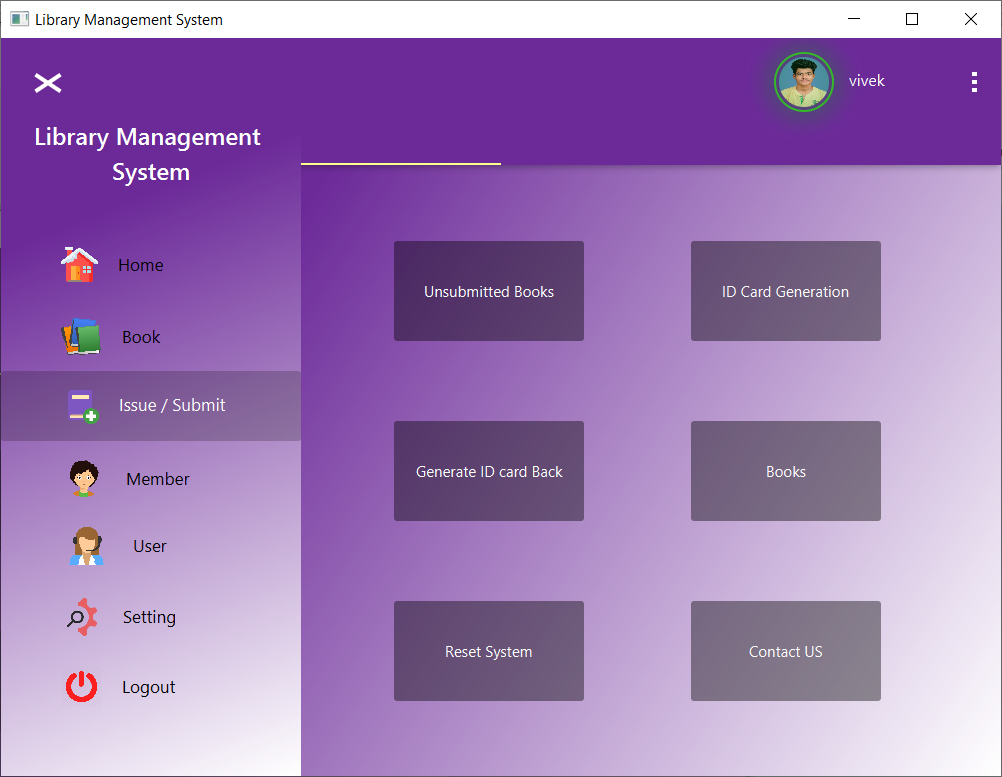 Library Management System
vivek
Library Management
System
Home
Book
Issue / Submit
Member
User
Setting
Logout
Unsubmitted Books
ID Card Generation
Generate ID card Back
Books
Reset System
Contact US